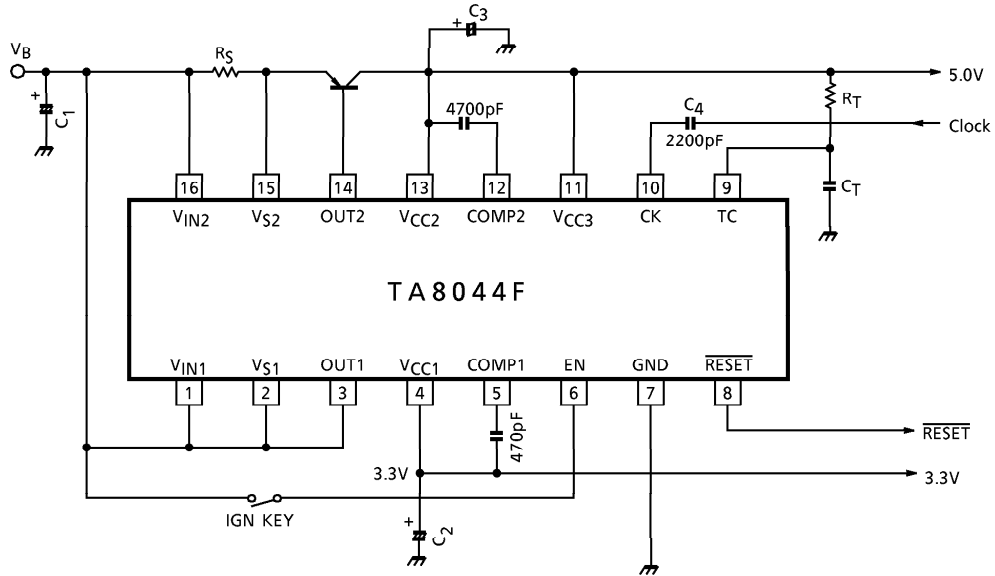 C3
+
VB
RS
5.0V
+
C1
4700pF
C4
2200pF
RT
Clock
CT
16 15 14 13 12 11 10 9
VIN2 VS2 OUT2 VCC2 COMP2 VCC3 CK TC
TA8044F
VIN1 VS1 OUT1 VCC1 COMP1 EN GND RESET
1 2 3 4 5 6 7 8
470pF
RESET
3.3V
3.3V
IGN KEY
+
C2